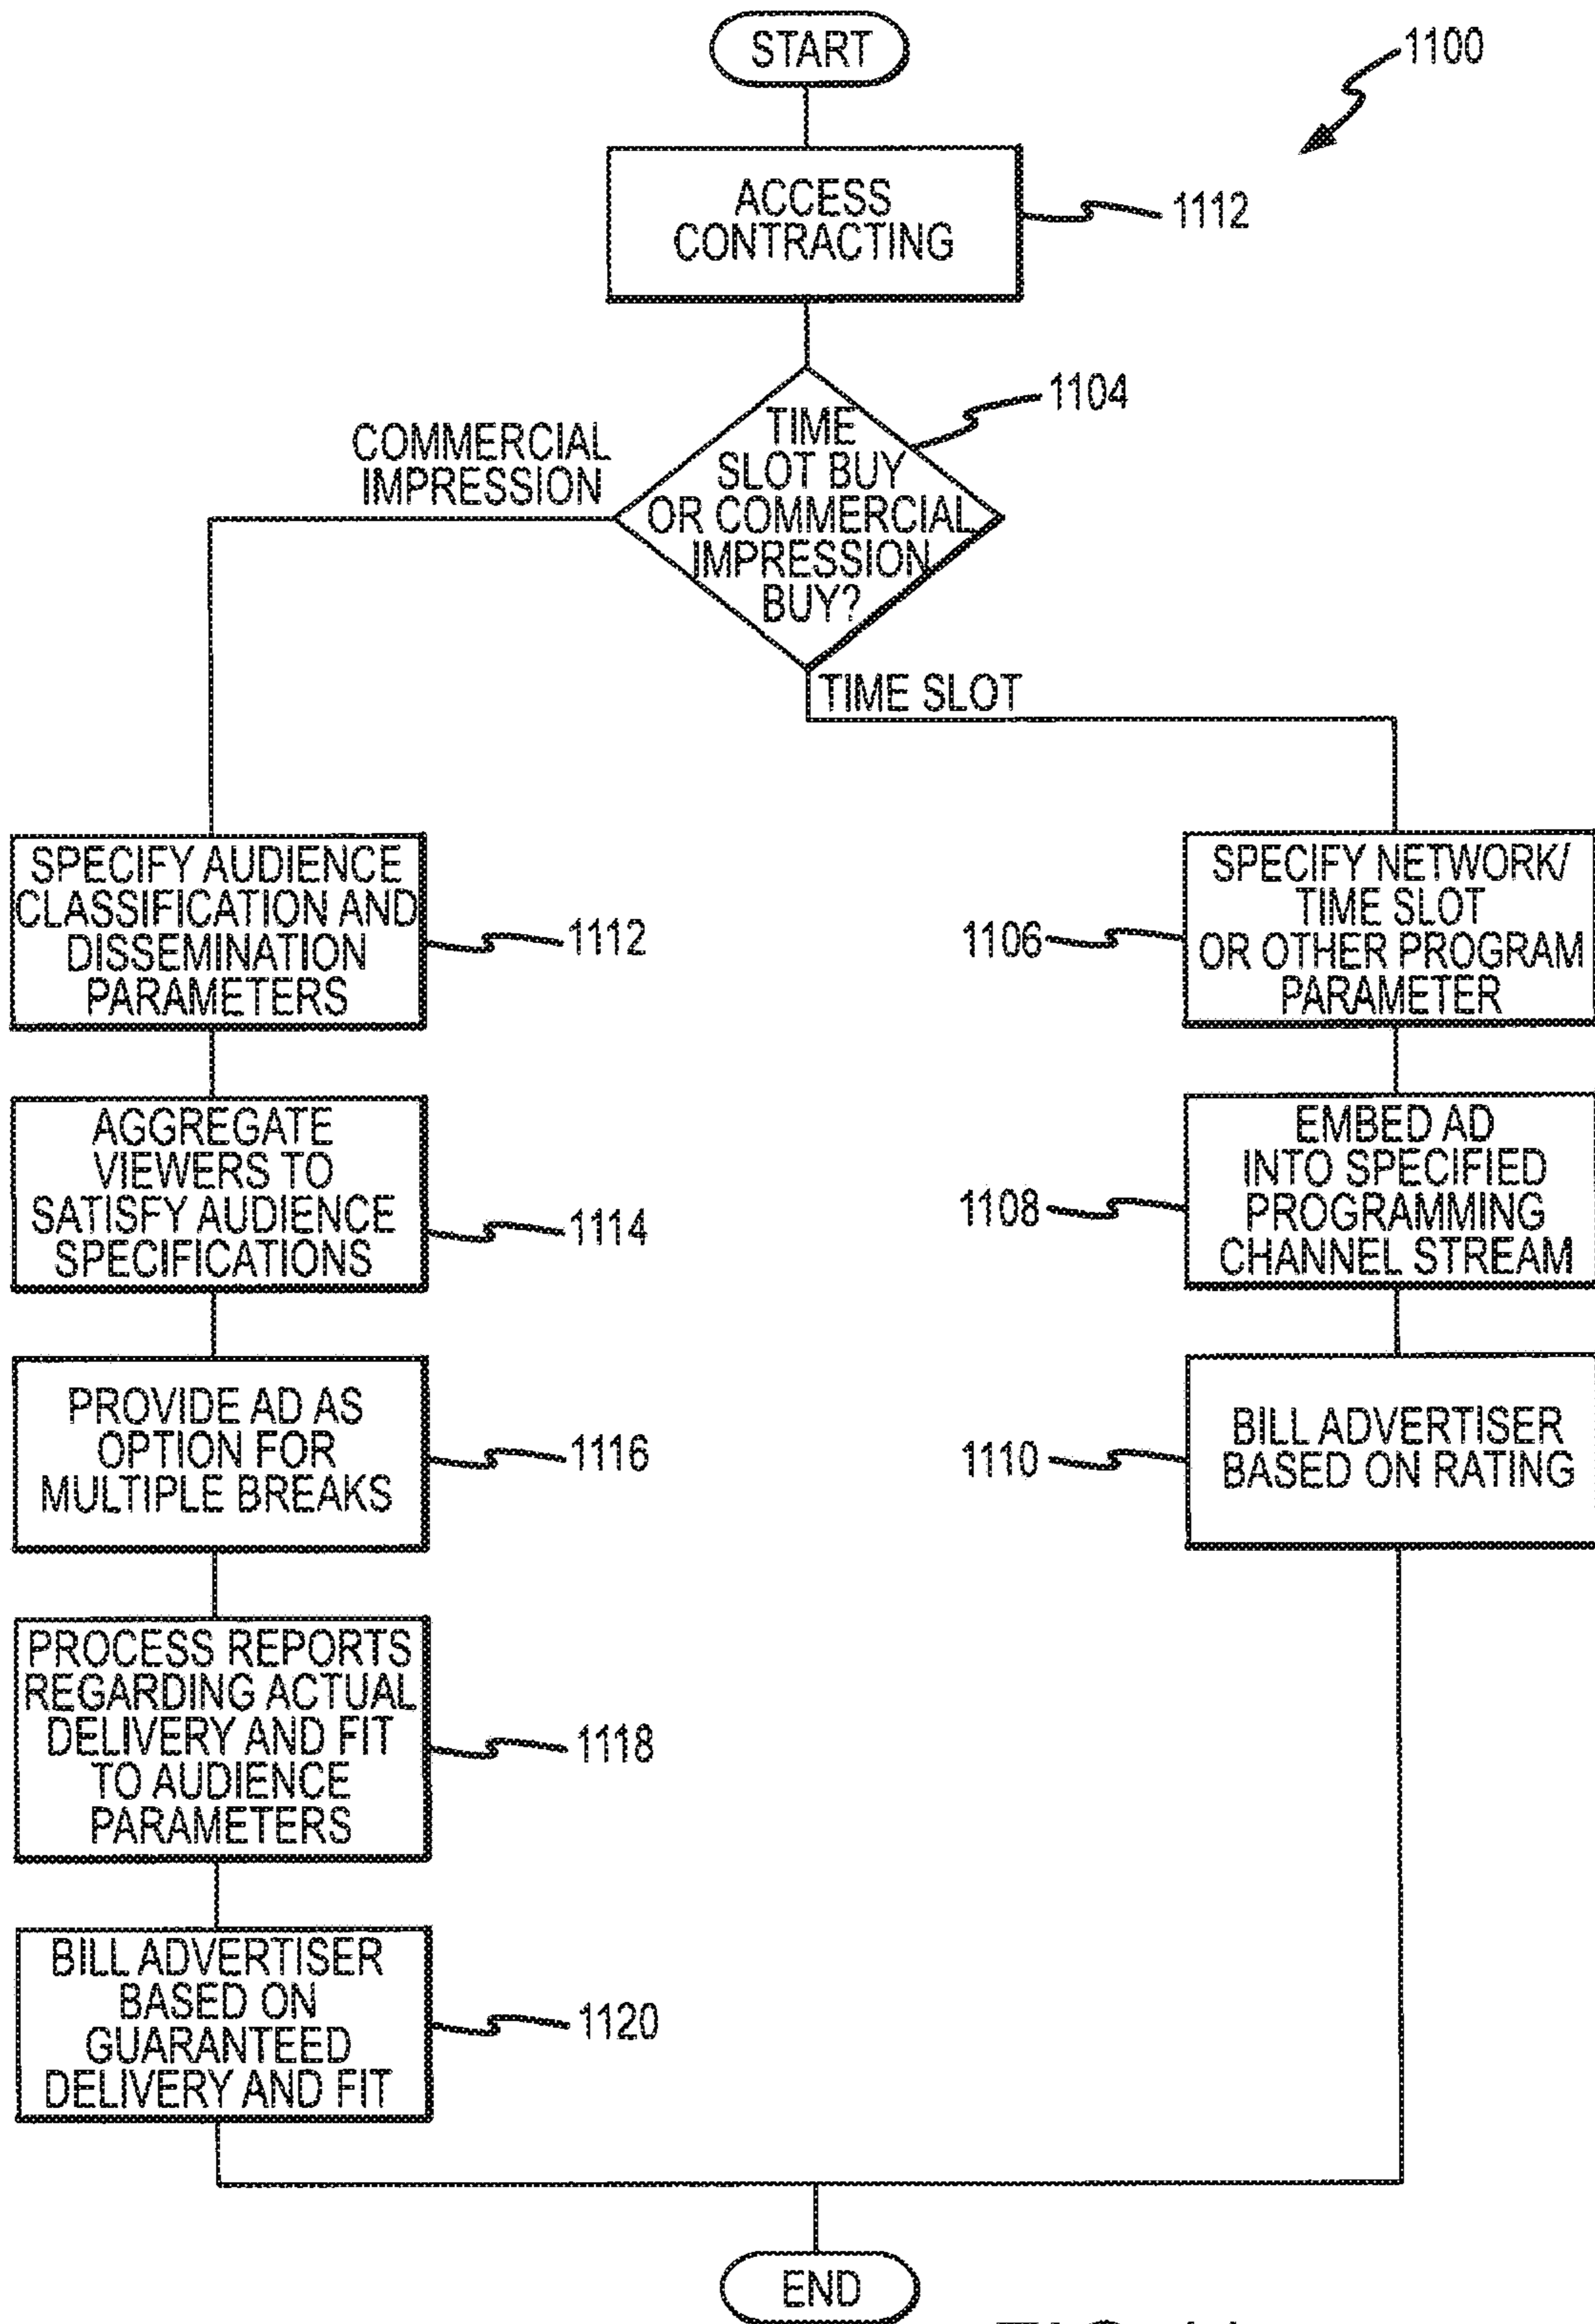 START
1100
ACCESS
CONTRACTING
1112
1104
TIME
SLOT BUY
OR COMMERCIAL
IMPRESSION
BUY?
COMMERCIAL
IMPRESSION
TIME SLOT
SPECIFY AUDIENCE
CLASSIFICATION AND
DISSEMINATION
PARAMETERS
1112
AGGREGATE
VIEWERS TO
SATISFY AUDIENCE
SPECIFICATIONS
1114
PROVIDE AD AS
OPTION FOR
MULTIPLE BREAKS
1116
PROCESS REPORTS
REGARDING ACTUAL
DELIVERY AND FIT
TO AUDIENCE
PARAMETERS
1118
BILL ADVERTISER
BASED ON
GUARANTEED
DELIVERY AND FIT
1120
1106
SPECIFY NETWORK/
TIME SLOT
OR OTHER PROGRAM
PARAMETER
1108
EMBED AD
INTO SPECIFIED
PROGRAMMING
CHANNEL STREAM
1110
BILL ADVERTISER
BASED ON RATING
END